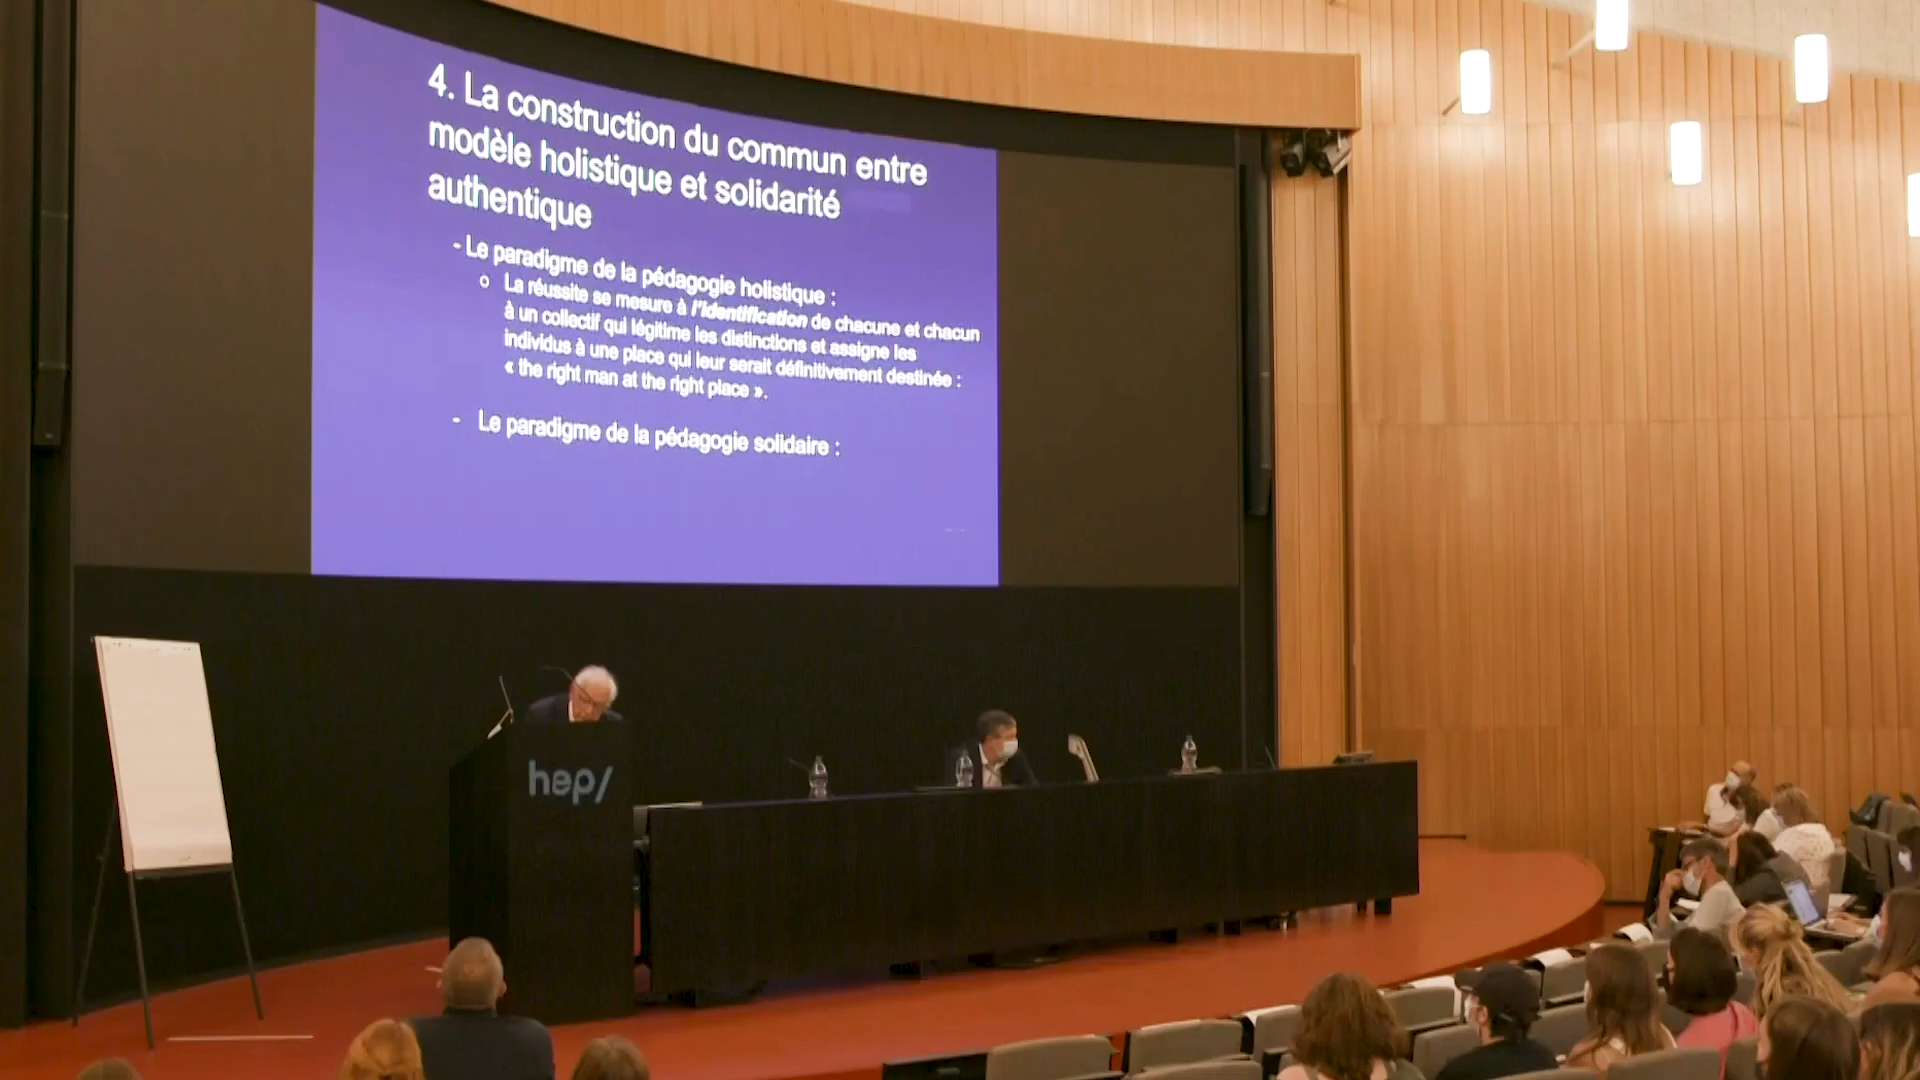 4. La construction du commun entre
modèle holistique et solidarité
authentique
- Le paradigme de la pédagogie holistique :
o La réussite se mesure à l'identification de chacune et chacun
à un collectif qui légitime les distinctions et assigne les
individus à une place qui leur serait définitivement destinée :
« the right man at the right place ».
- Le paradigme de la pédagogie solidaire :
hep/